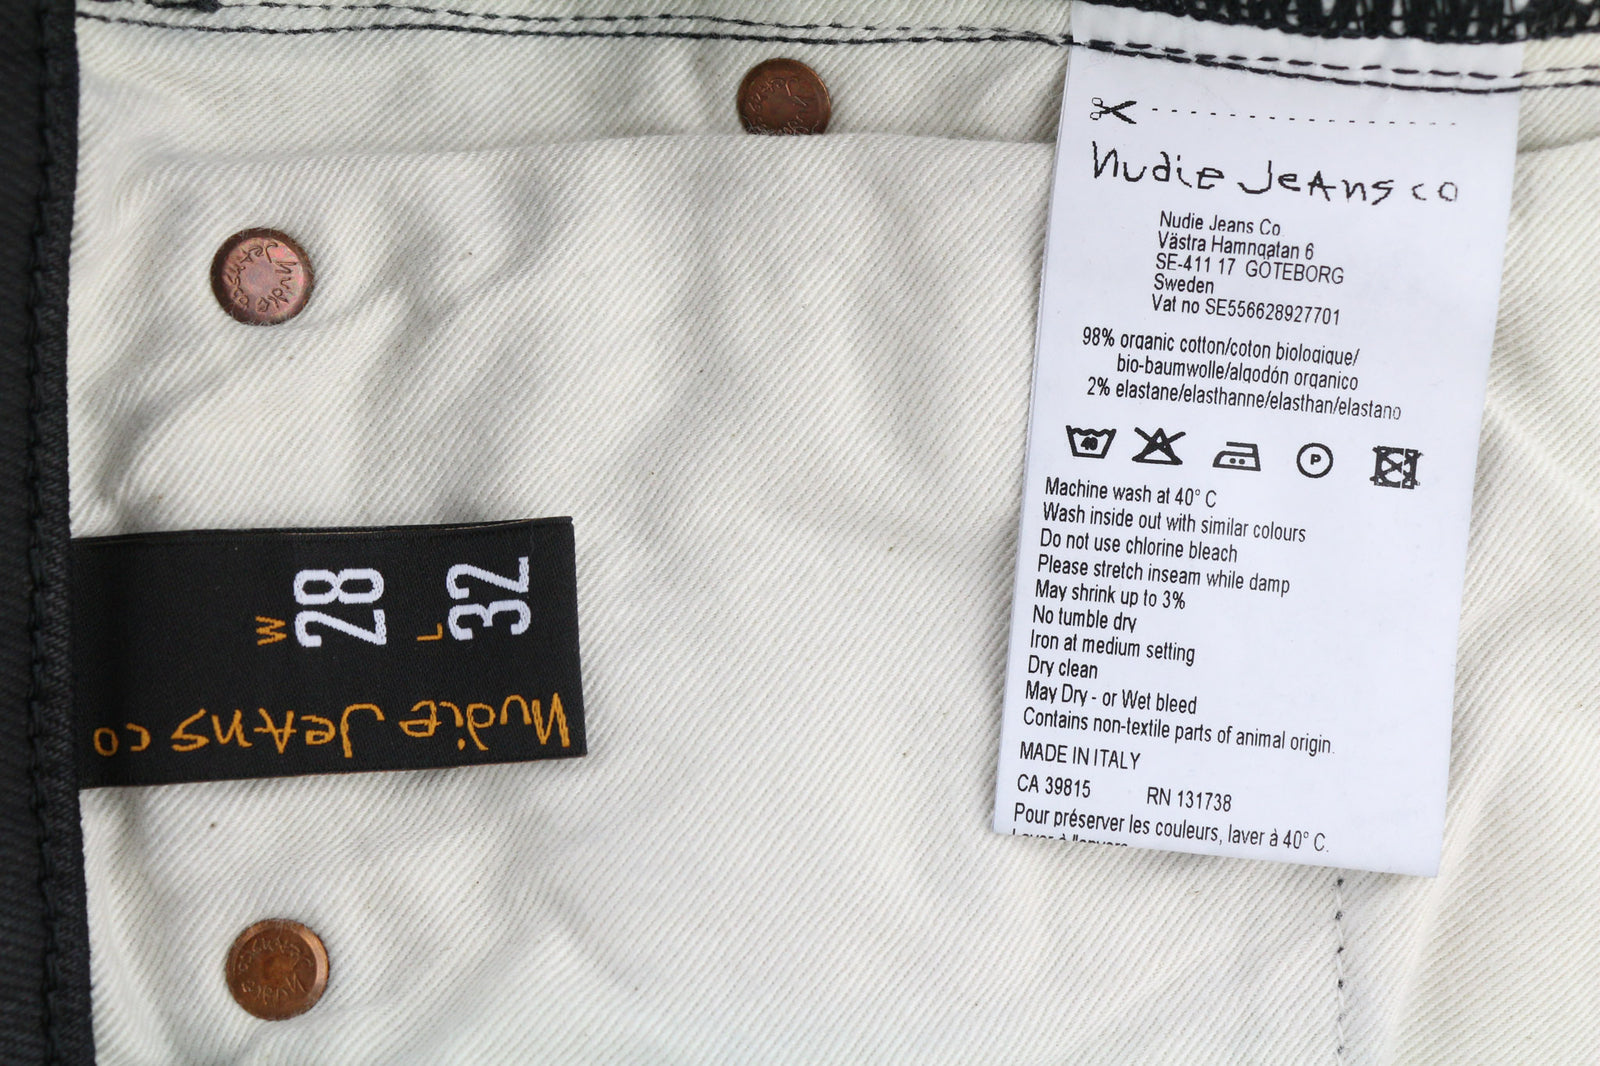 nudie JeAns co
Nudie Jeans Co
Västra Hamngatan 6
SE-411 17 GÖTEBORG
Sweden
Vat no SE556628927701
98% organic cotton/coton biologique/
bio-baumwolle/algodón organico
2% elastane/elasthanne/elasthan/elastano
40
P
Machine wash at 40° C
Wash inside out with similar colours
Do not use chlorine bleach
Please stretch inseam while damp
May shrink up to 3%
No tumble dry
Iron at medium setting
Dry clean
May Dry - or Wet bleed
Contains non-textile parts of animal origin.
MADE IN ITALY
CA 39815 RN 131738
Pour préserver les couleurs, laver à 40° C.
Laver à l'envers
W 28
L 32
nudie JeAns co
nudie
JeAnsco